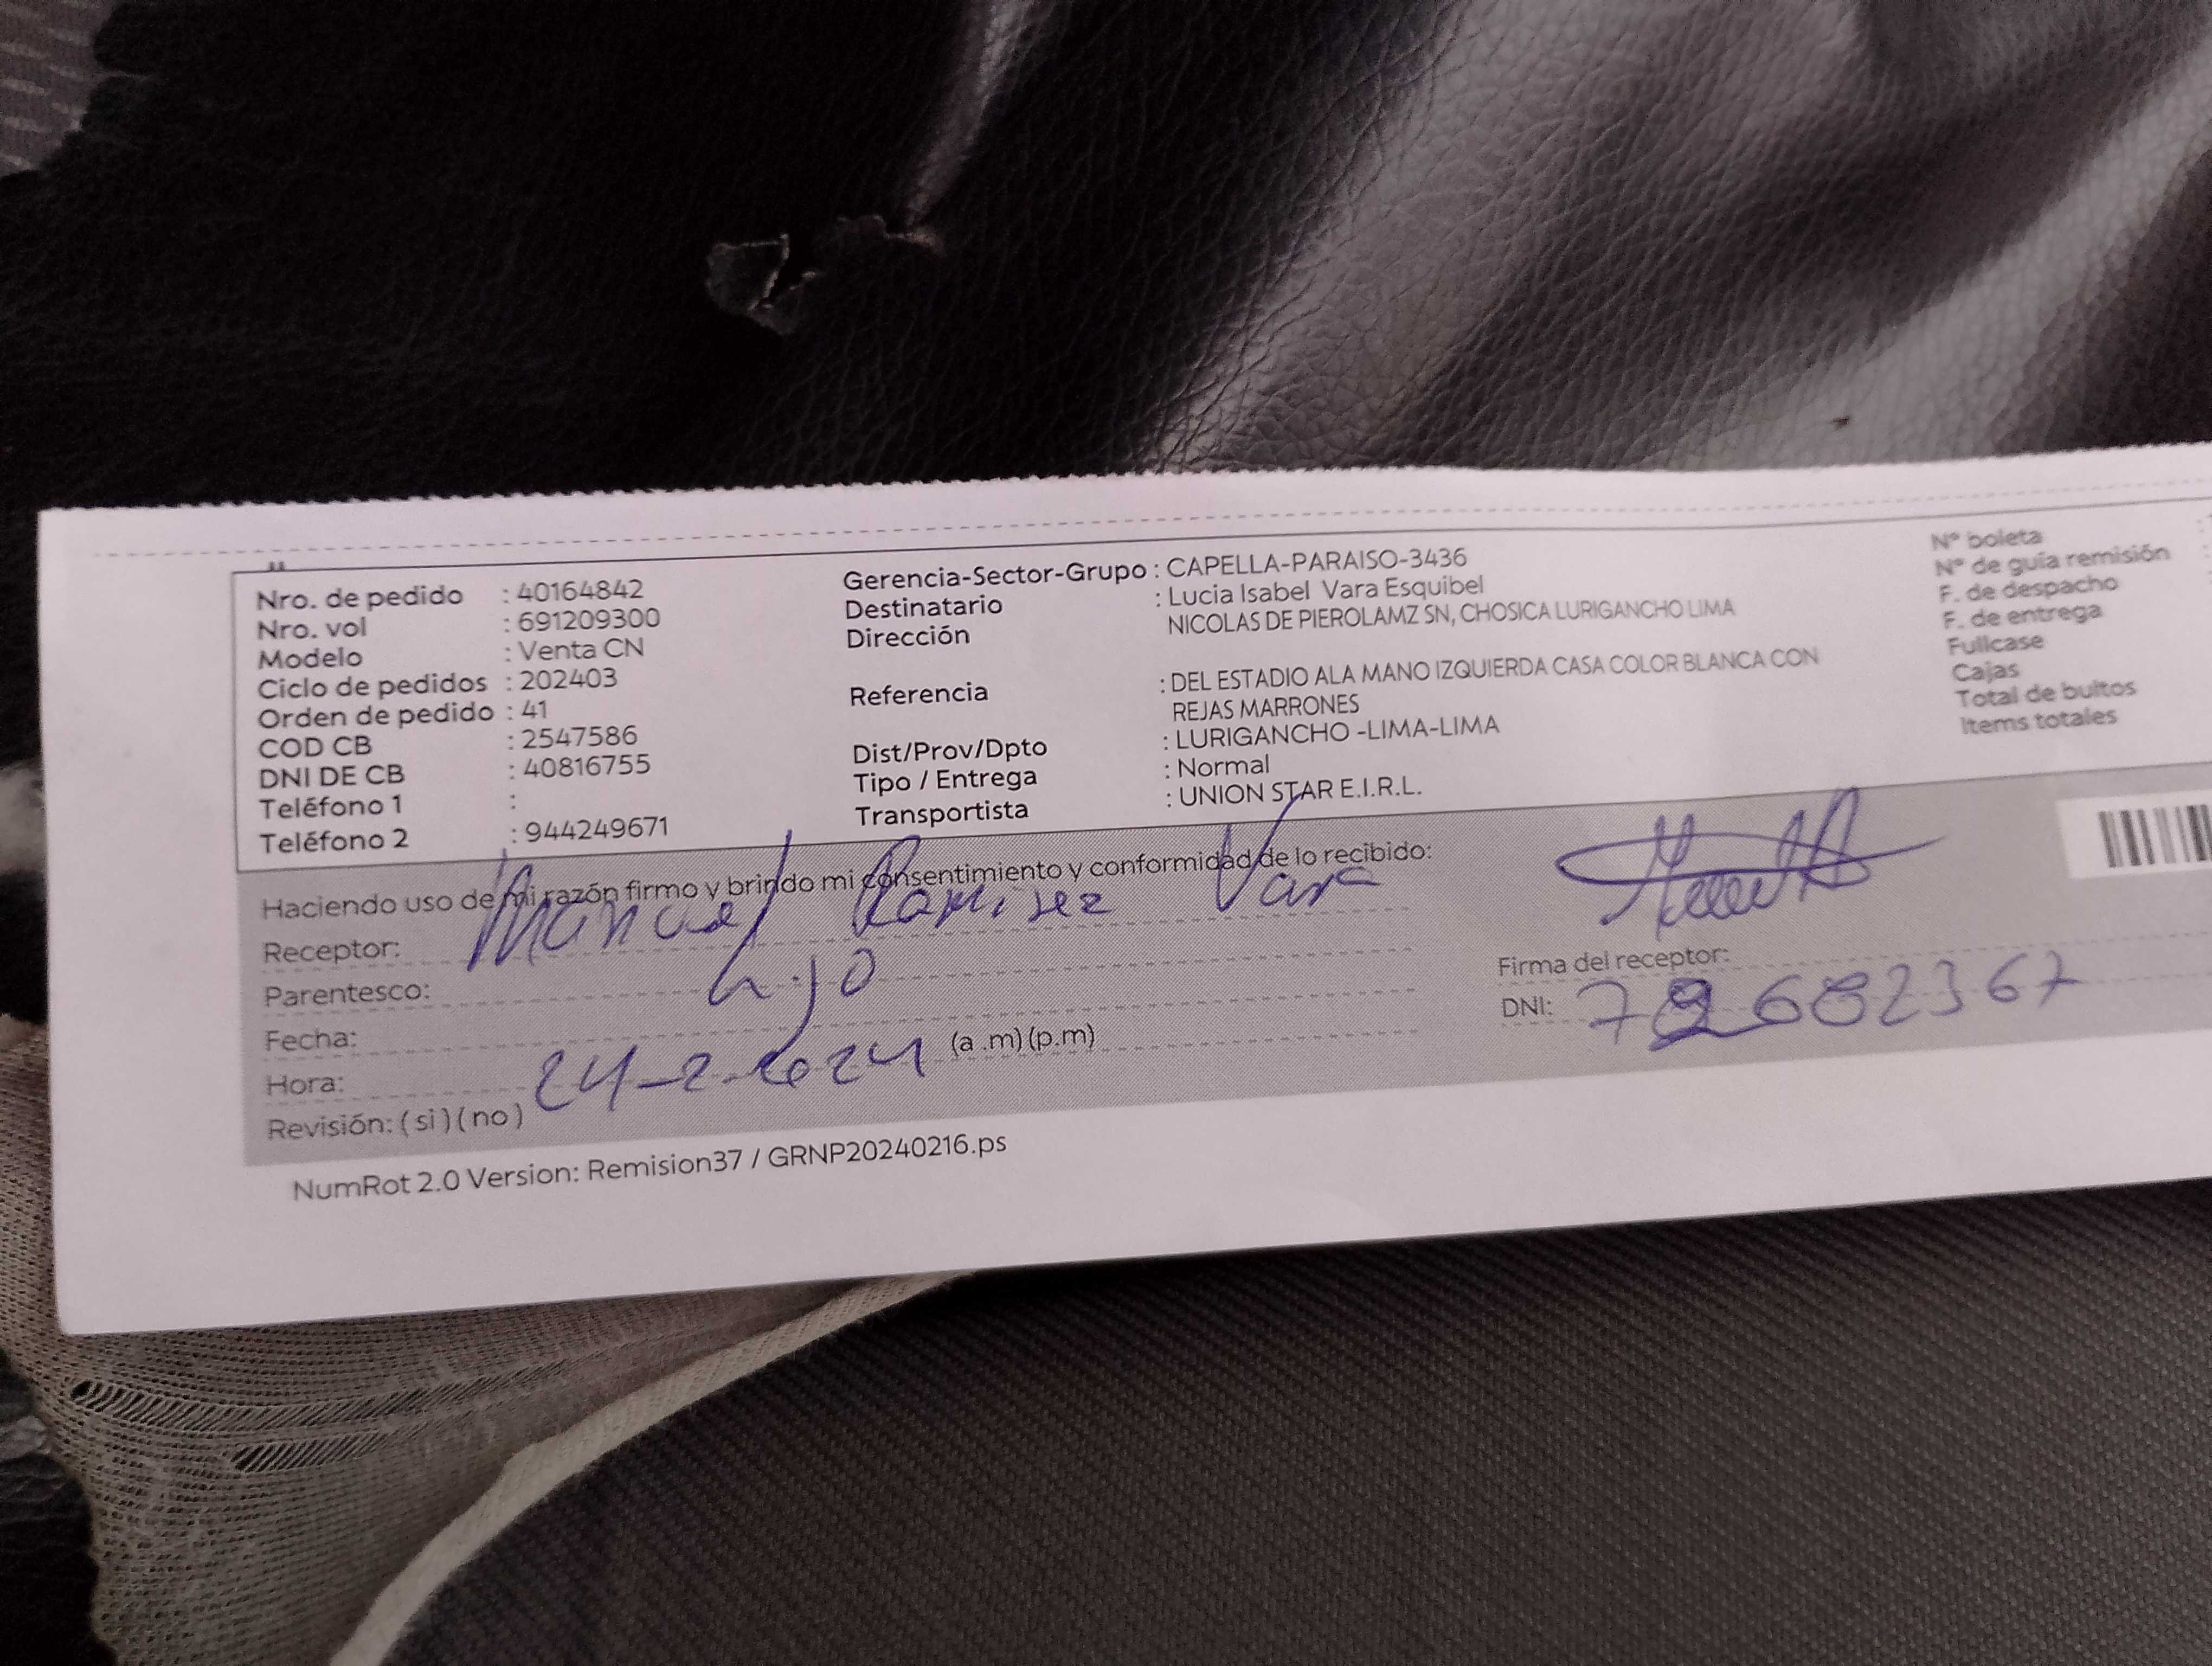 Nro. de pedido : 40164842
Nro. vol : 691209300
Modelo : Venta CN
Ciclo de pedidos : 202403
Orden de pedido : 41
COD CB : 2547586
DNI DE CB : 40816755
Teléfono 1 :
Teléfono 2 : 944249671
Gerencia-Sector-Grupo : CAPELLA-PARAISO-3436
Destinatario : Lucia Isabel Vara Esquibel
Dirección NICOLAS DE PIEROLAMZ SN, CHOSICA LURIGANCHO LIMA
Referencia : DEL ESTADIO ALA MANO IZQUIERDA CASA COLOR BLANCA CON
REJAS MARRONES
Dist/Prov/Dpto : LURIGANCHO -LIMA-LIMA
Tipo / Entrega : Normal
Transportista : UNION STAR E.I.R.L.
Nº boleta
Nº de guía remisión
F. de despacho
F. de entrega
Fullcase
Cajas
Total de bultos
Items totales
Haciendo uso de mi razón firmo y brindo mi consentimiento y conformidad de lo recibido:
Receptor: Manuel Ramirez Vara
Parentesco: hijo
Fecha:
Hora: 24-2-2024 (a .m) (p.m)
Revisión: ( si ) ( no )
Firma del receptor:
DNI:
NumRot 2.0 Version: Remision37 / GRNP20240216.ps